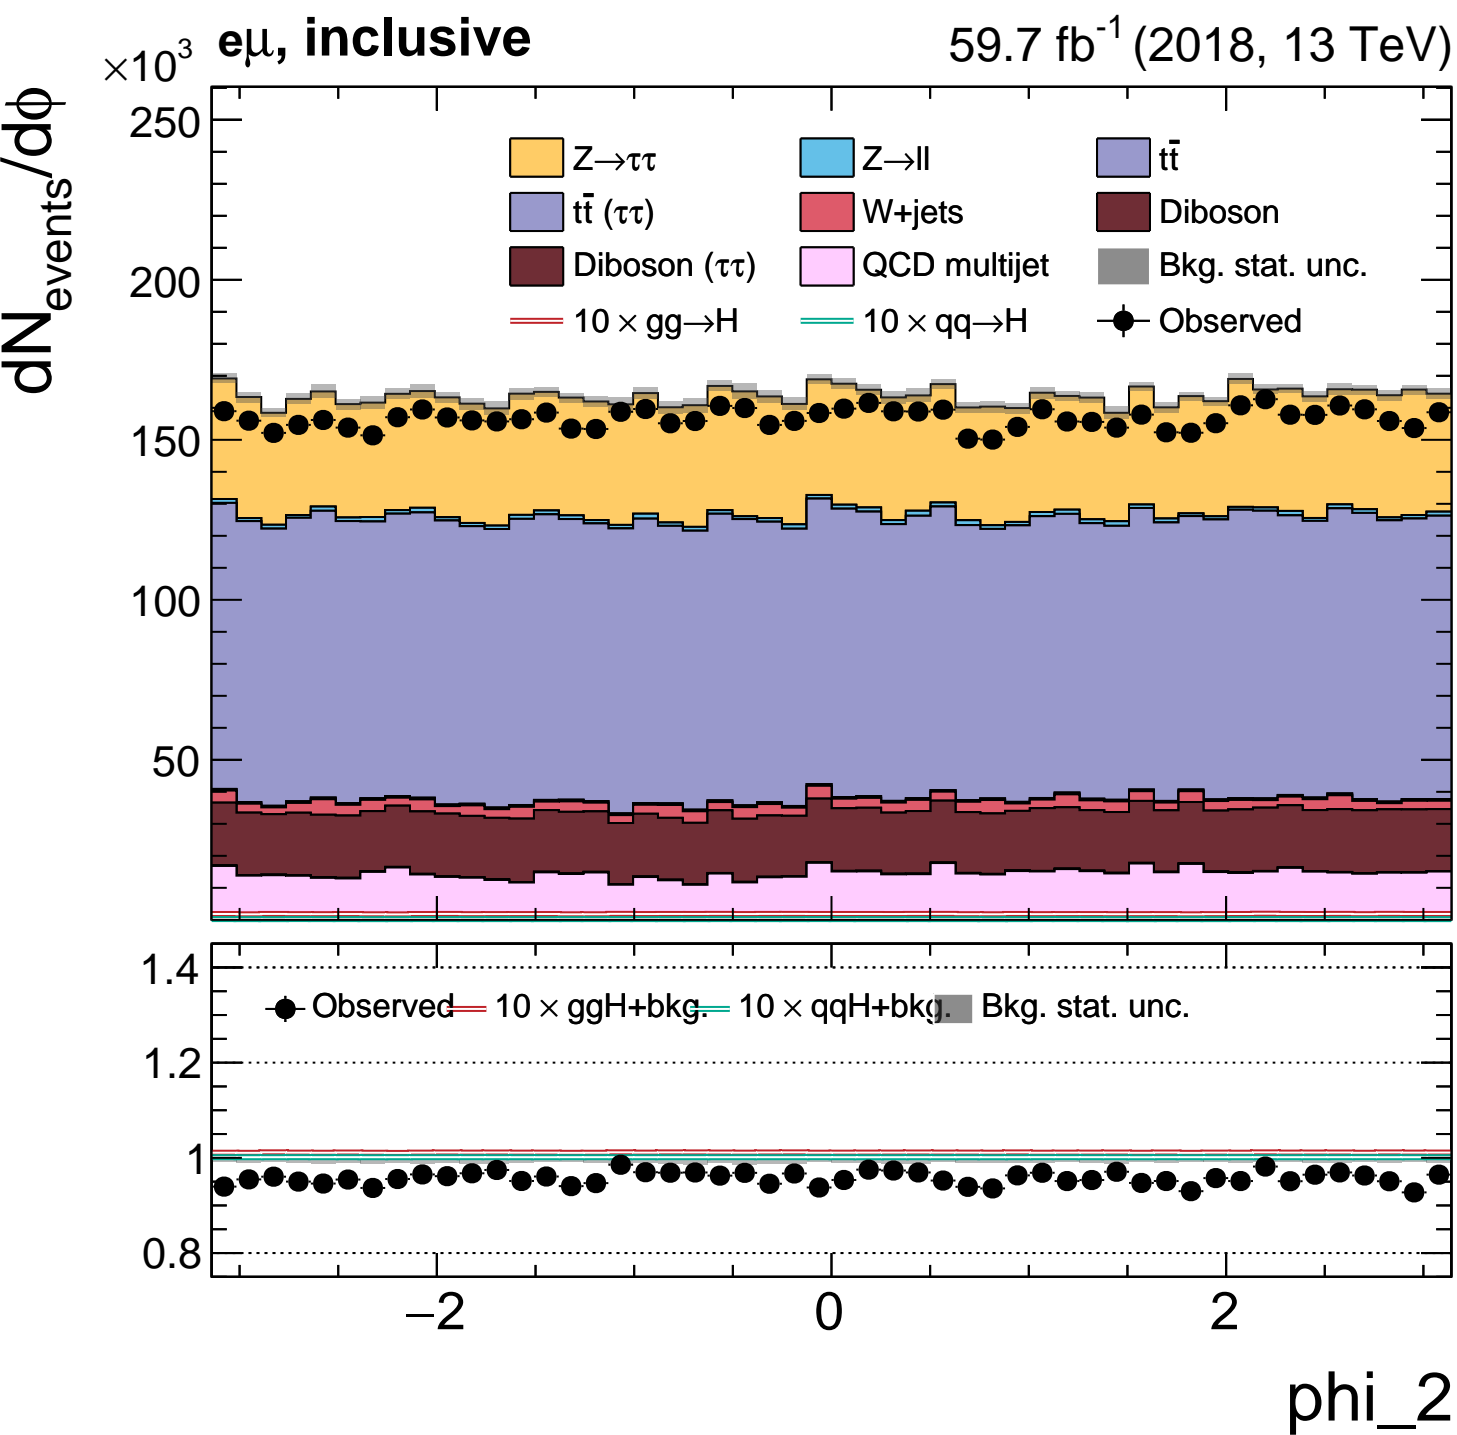 ×10³ eμ, inclusive 59.7 fb⁻¹ (2018, 13 TeV)
dN_events/dϕ
250
200
150
100
50
Z→ττ Z→ll tt̄
tt̄ (ττ) W+jets Diboson
Diboson (ττ) QCD multijet Bkg. stat. unc.
10 × gg→H 10 × qq→H Observed
1.4
Observed 10 × ggH+bkg. 10 × qqH+bkg. Bkg. stat. unc.
1.2
1
0.8
−2 0 2
phi_2